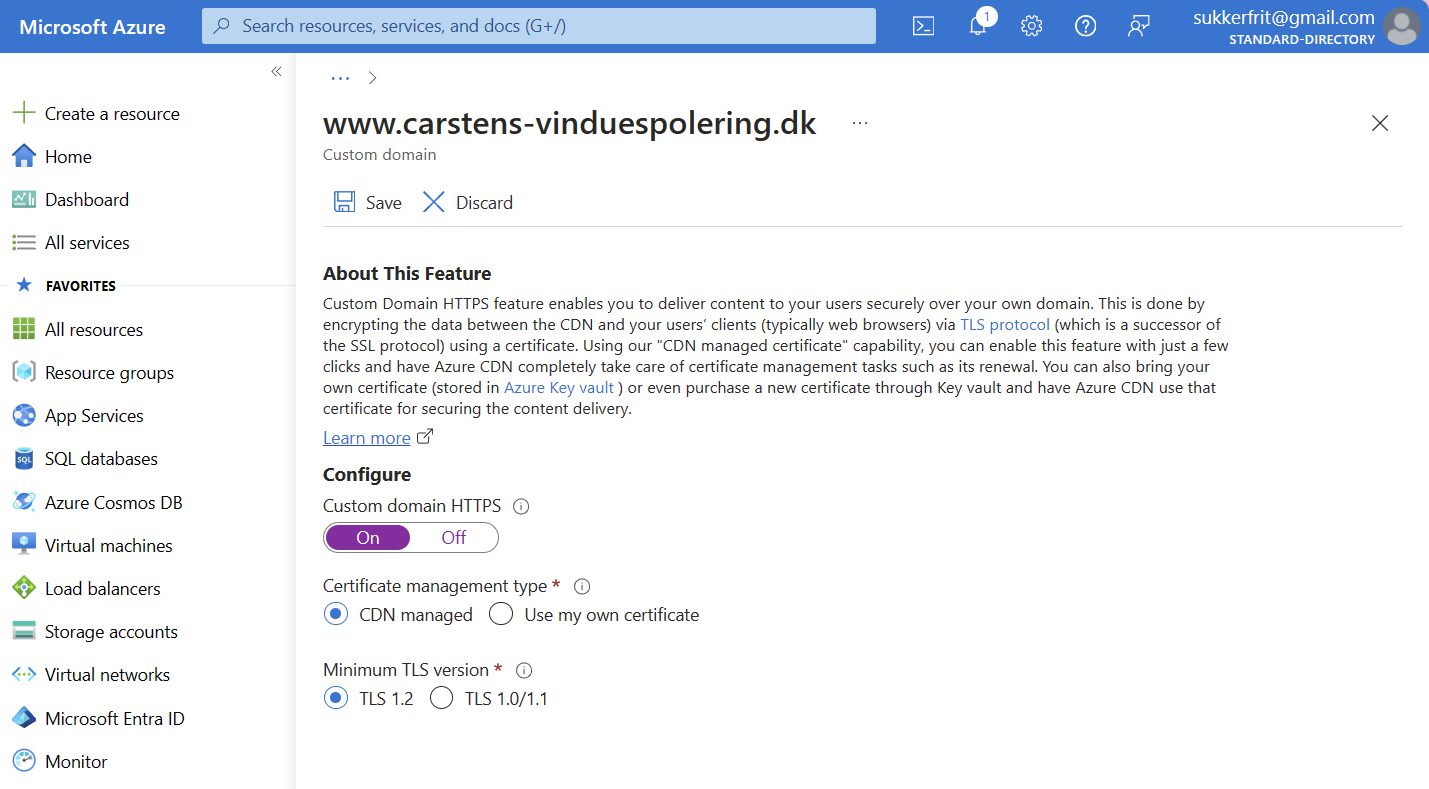 Microsoft Azure
Search resources, services, and docs (G+/)
1
sukkerfrit@gmail.com
STANDARD-DIRECTORY
Create a resource
Home
Dashboard
All services
FAVORITES
All resources
Resource groups
App Services
SQL
SQL databases
Azure Cosmos DB
Virtual machines
Load balancers
Storage accounts
Virtual networks
Microsoft Entra ID
Monitor
www.carstens-vinduespolering.dk
Custom domain
Save Discard
About This Feature
Custom Domain HTTPS feature enables you to deliver content to your users securely over your own domain. This is done by
encrypting the data between the CDN and your users’ clients (typically web browsers) via TLS protocol (which is a successor of
the SSL protocol) using a certificate. Using our "CDN managed certificate" capability, you can enable this feature with just a few
clicks and have Azure CDN completely take care of certificate management tasks such as its renewal. You can also bring your
own certificate (stored in Azure Key vault ) or even purchase a new certificate through Key vault and have Azure CDN use that
certificate for securing the content delivery.
Learn more
Configure
Custom domain HTTPS
On Off
Certificate management type *
CDN managed Use my own certificate
Minimum TLS version *
TLS 1.2 TLS 1.0/1.1